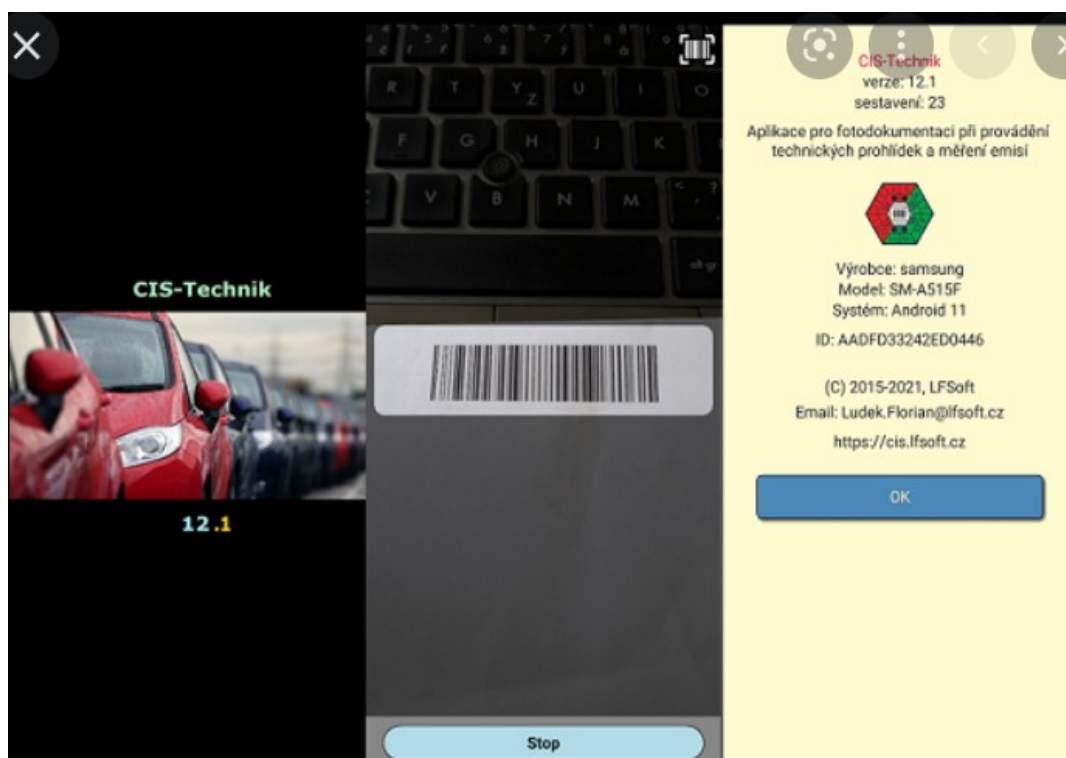 CIS-Technik
12.1
R T Y Z U I O
F G H J K
V B N M < , ?
alt gr
Stop
CIS-Technik
verze: 12.1
sestavení: 23
Aplikace pro fotodokumentaci při provádění
technických prohlídek a měření emisí
Výrobce: samsung
Model: SM-A515F
Systém: Android 11
ID: AADFD33242ED0446
(C) 2015-2021, LFSoft
Email: Ludek.Florian@lfsoft.cz
https://cis.lfsoft.cz
OK